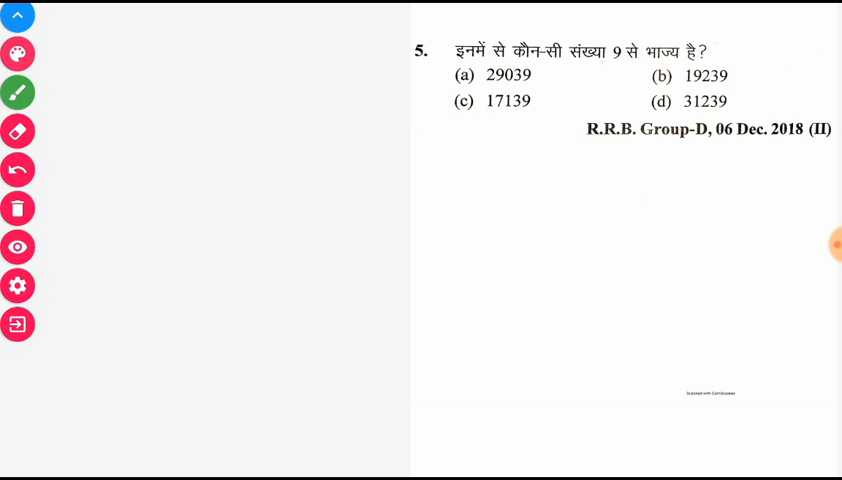 5. इनमें से कौन-सी संख्या 9 से भाज्य है?
(a) 29039 (b) 19239
(c) 17139 (d) 31239
R.R.B. Group-D, 06 Dec. 2018 (II)
Scanned with CamScanner